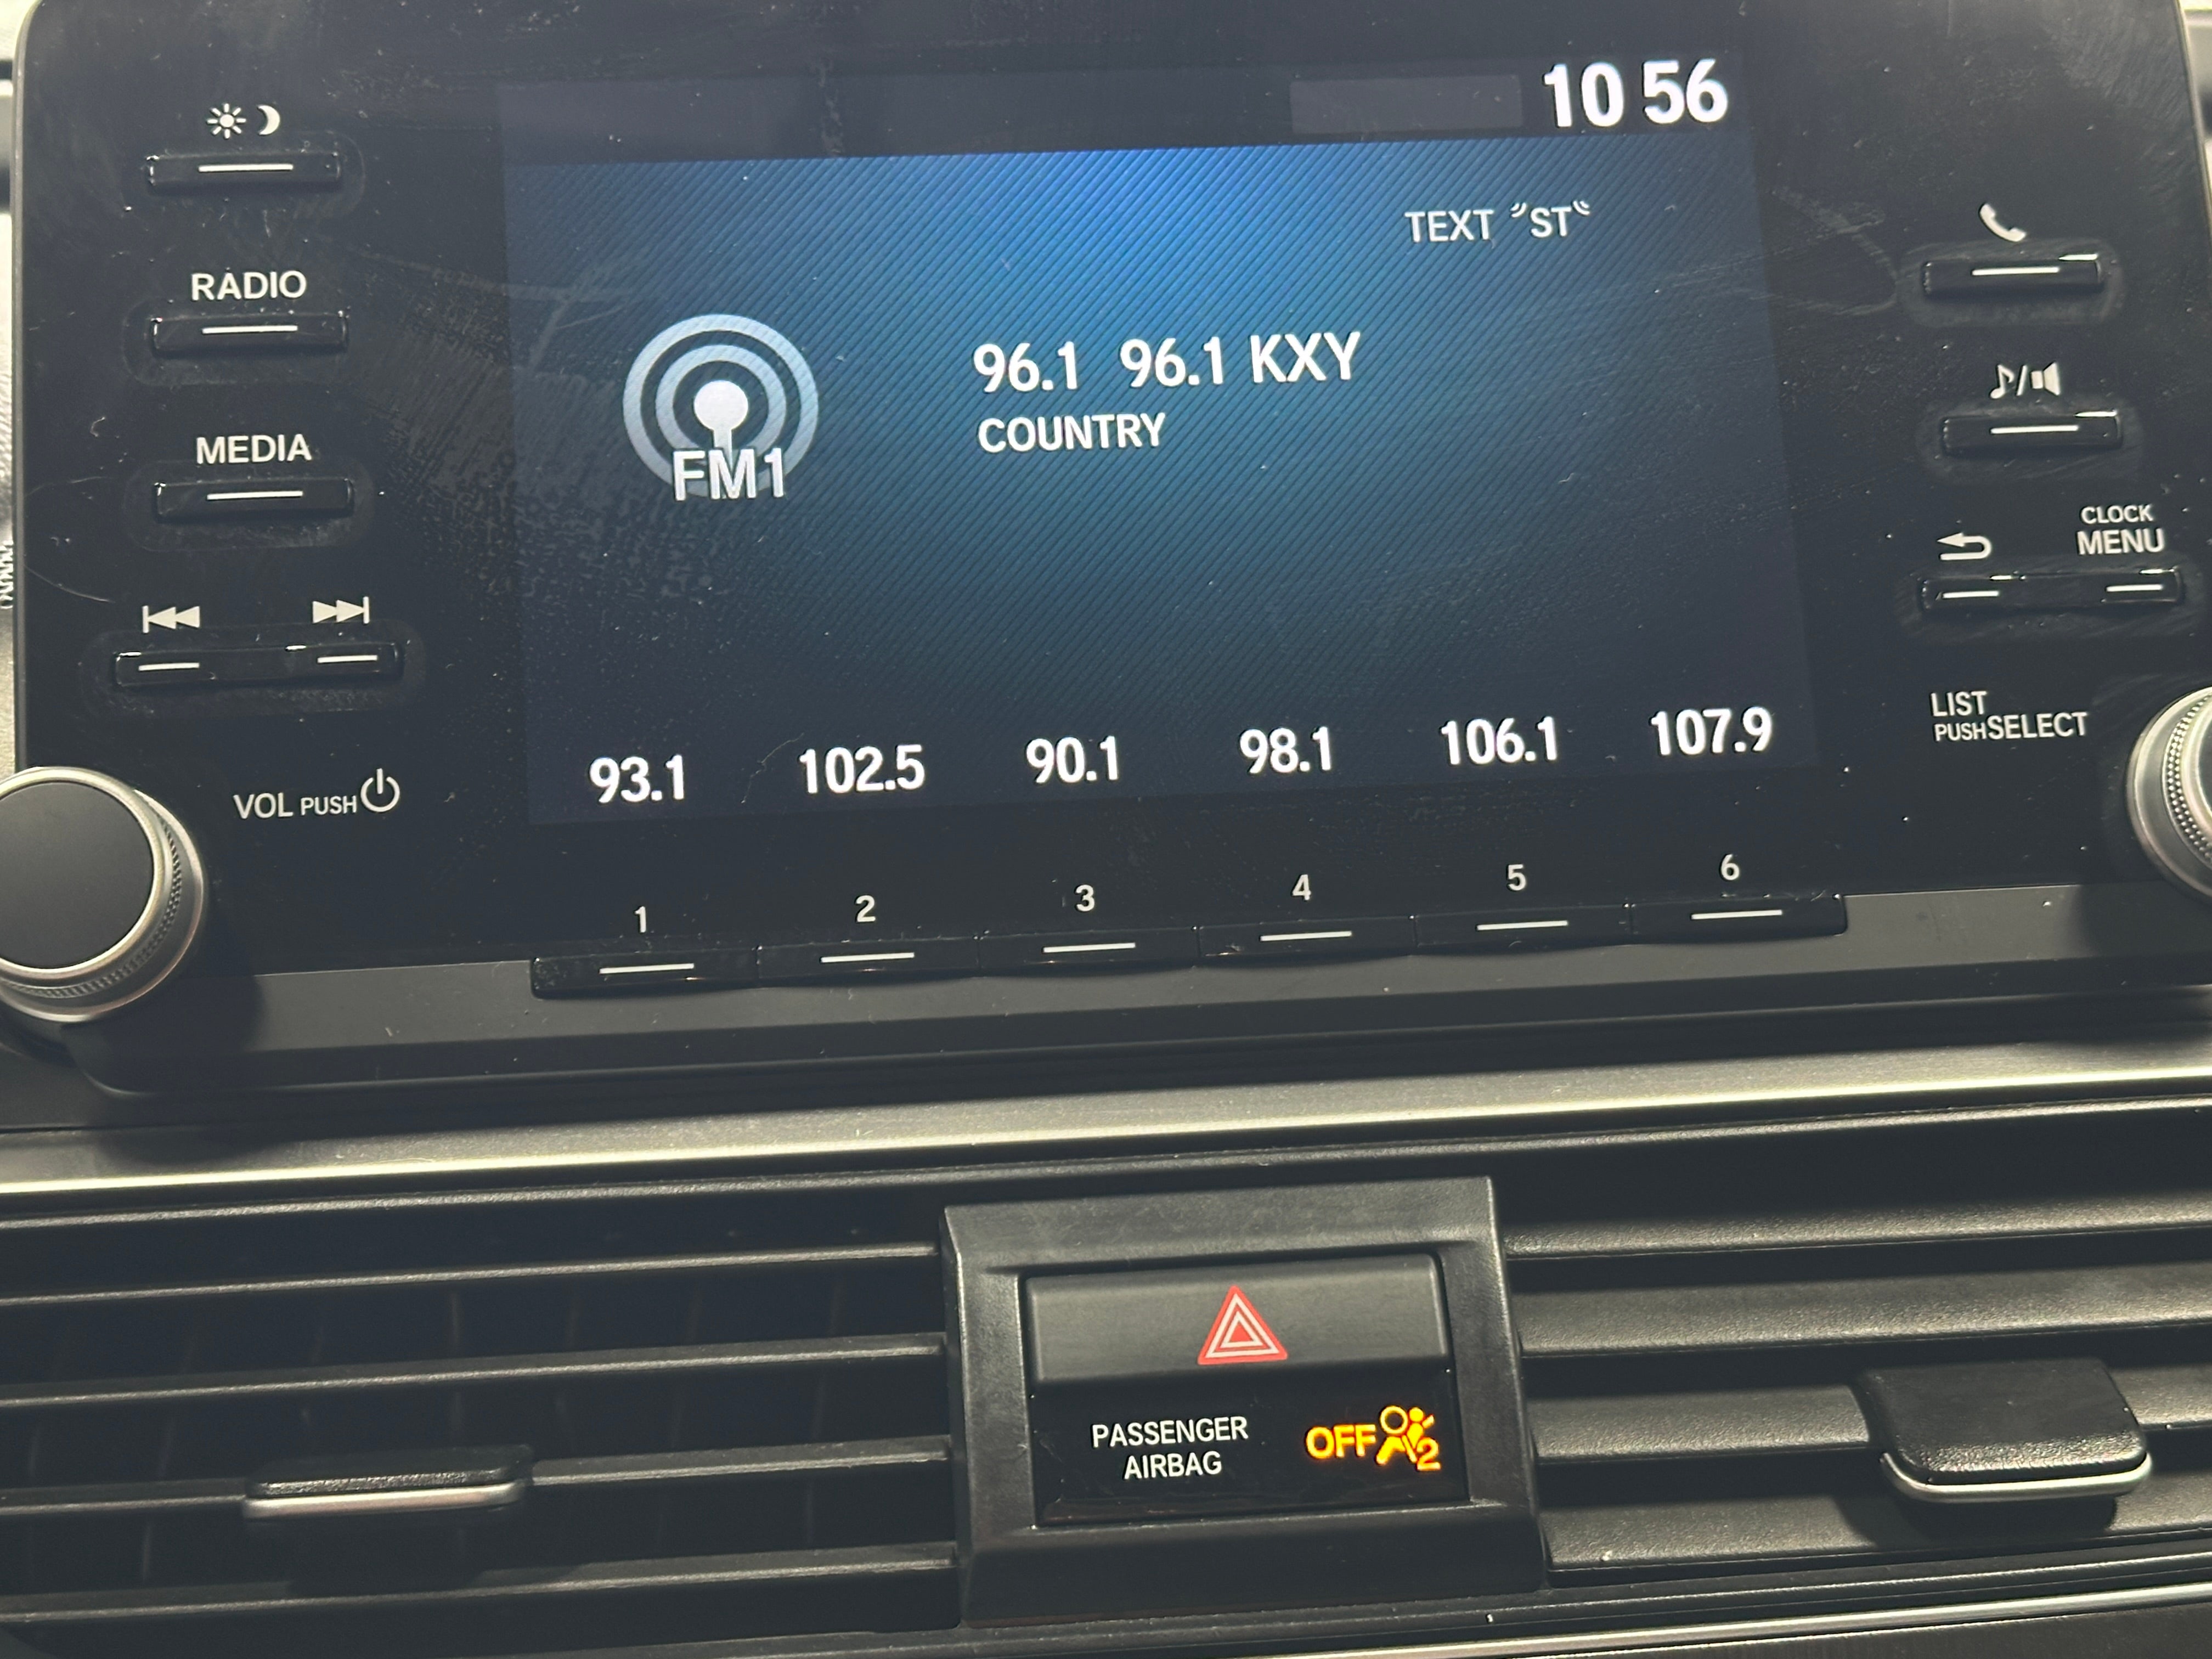 10 56
TEXT ST
RADIO
96.1 96.1 KXY
COUNTRY
FM1
MEDIA
CLOCK
MENU
LIST
PUSH SELECT
93.1 102.5 90.1 98.1 106.1 107.9
VOL PUSH
1 2 3 4 5 6
PASSENGER
AIRBAG
OFF 2